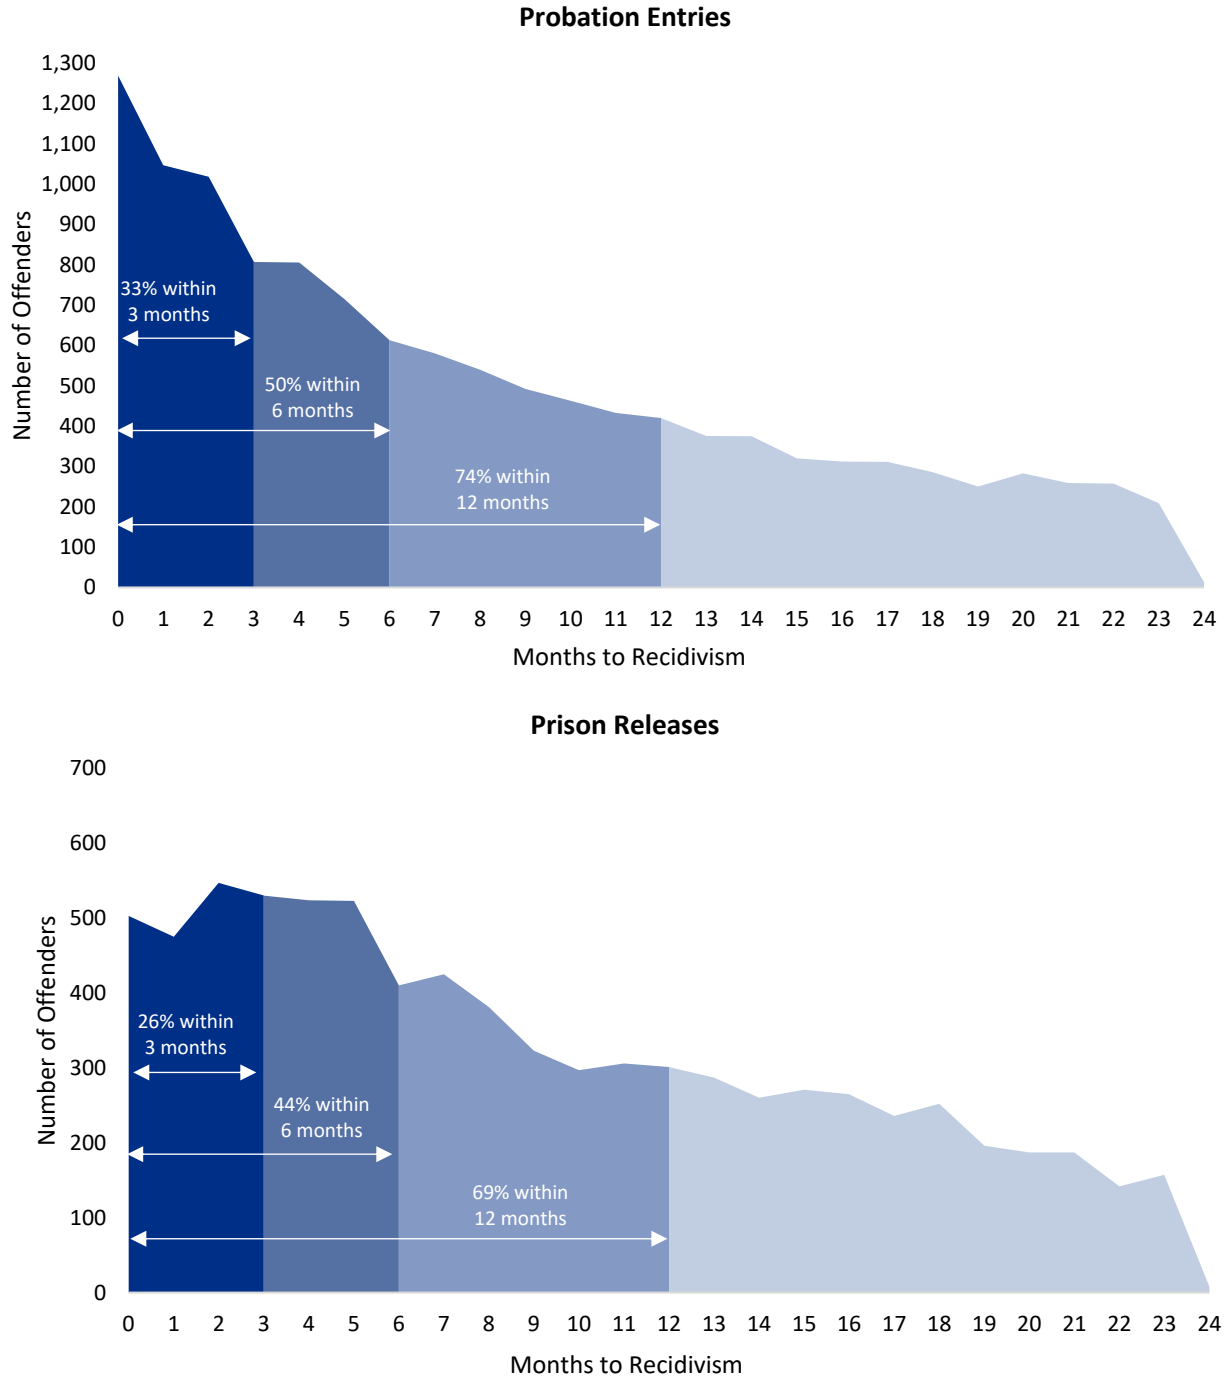 Probation Entries
1,300
1,200
1,100
1,000
900
800
700
600
500
400
300
200
100
0
Number of Offenders
33% within
3 months
50% within
6 months
74% within
12 months
0 1 2 3 4 5 6 7 8 9 10 11 12 13 14 15 16 17 18 19 20 21 22 23 24
Months to Recidivism
Prison Releases
700
600
500
400
300
200
100
0
Number of Offenders
26% within
3 months
44% within
6 months
69% within
12 months
0 1 2 3 4 5 6 7 8 9 10 11 12 13 14 15 16 17 18 19 20 21 22 23 24
Months to Recidivism